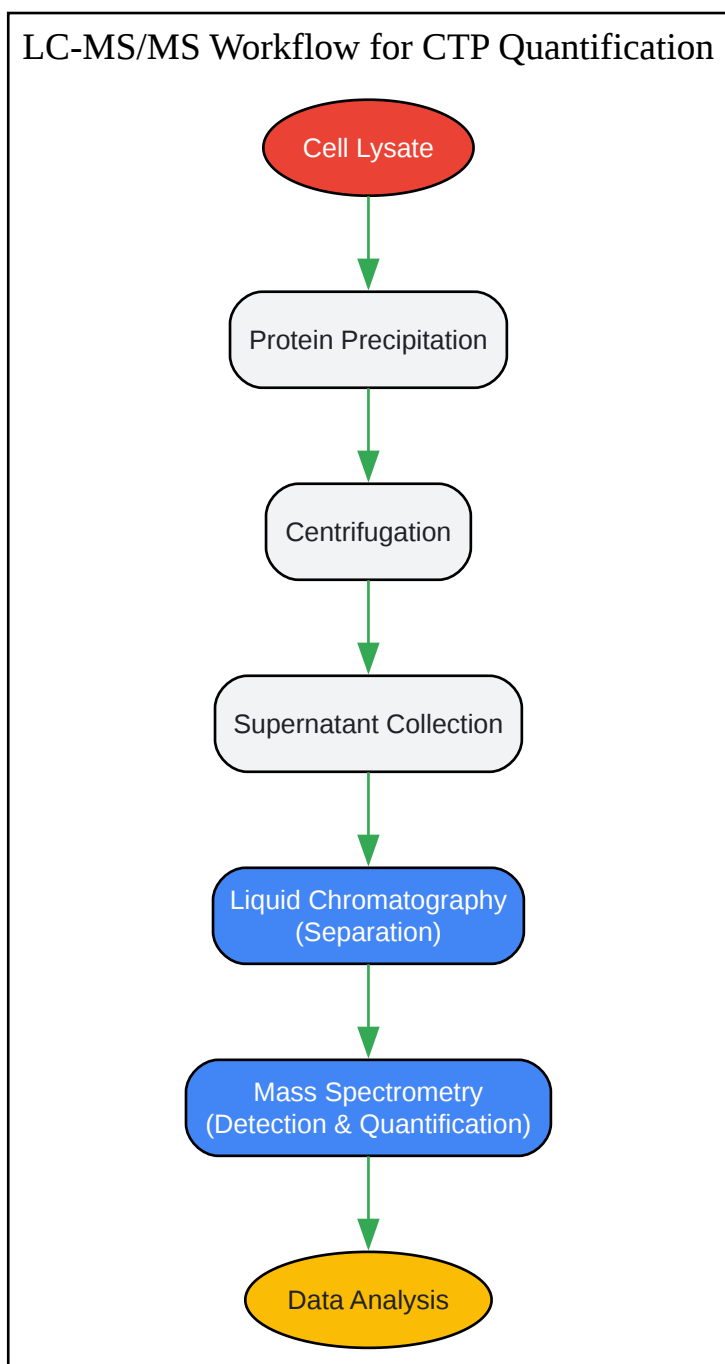 LC-MS/MS Workflow for CTP Quantification
Cell Lysate
Protein Precipitation
Centrifugation
Supernatant Collection
Liquid Chromatography
(Separation)
Mass Spectrometry
(Detection & Quantification)
Data Analysis